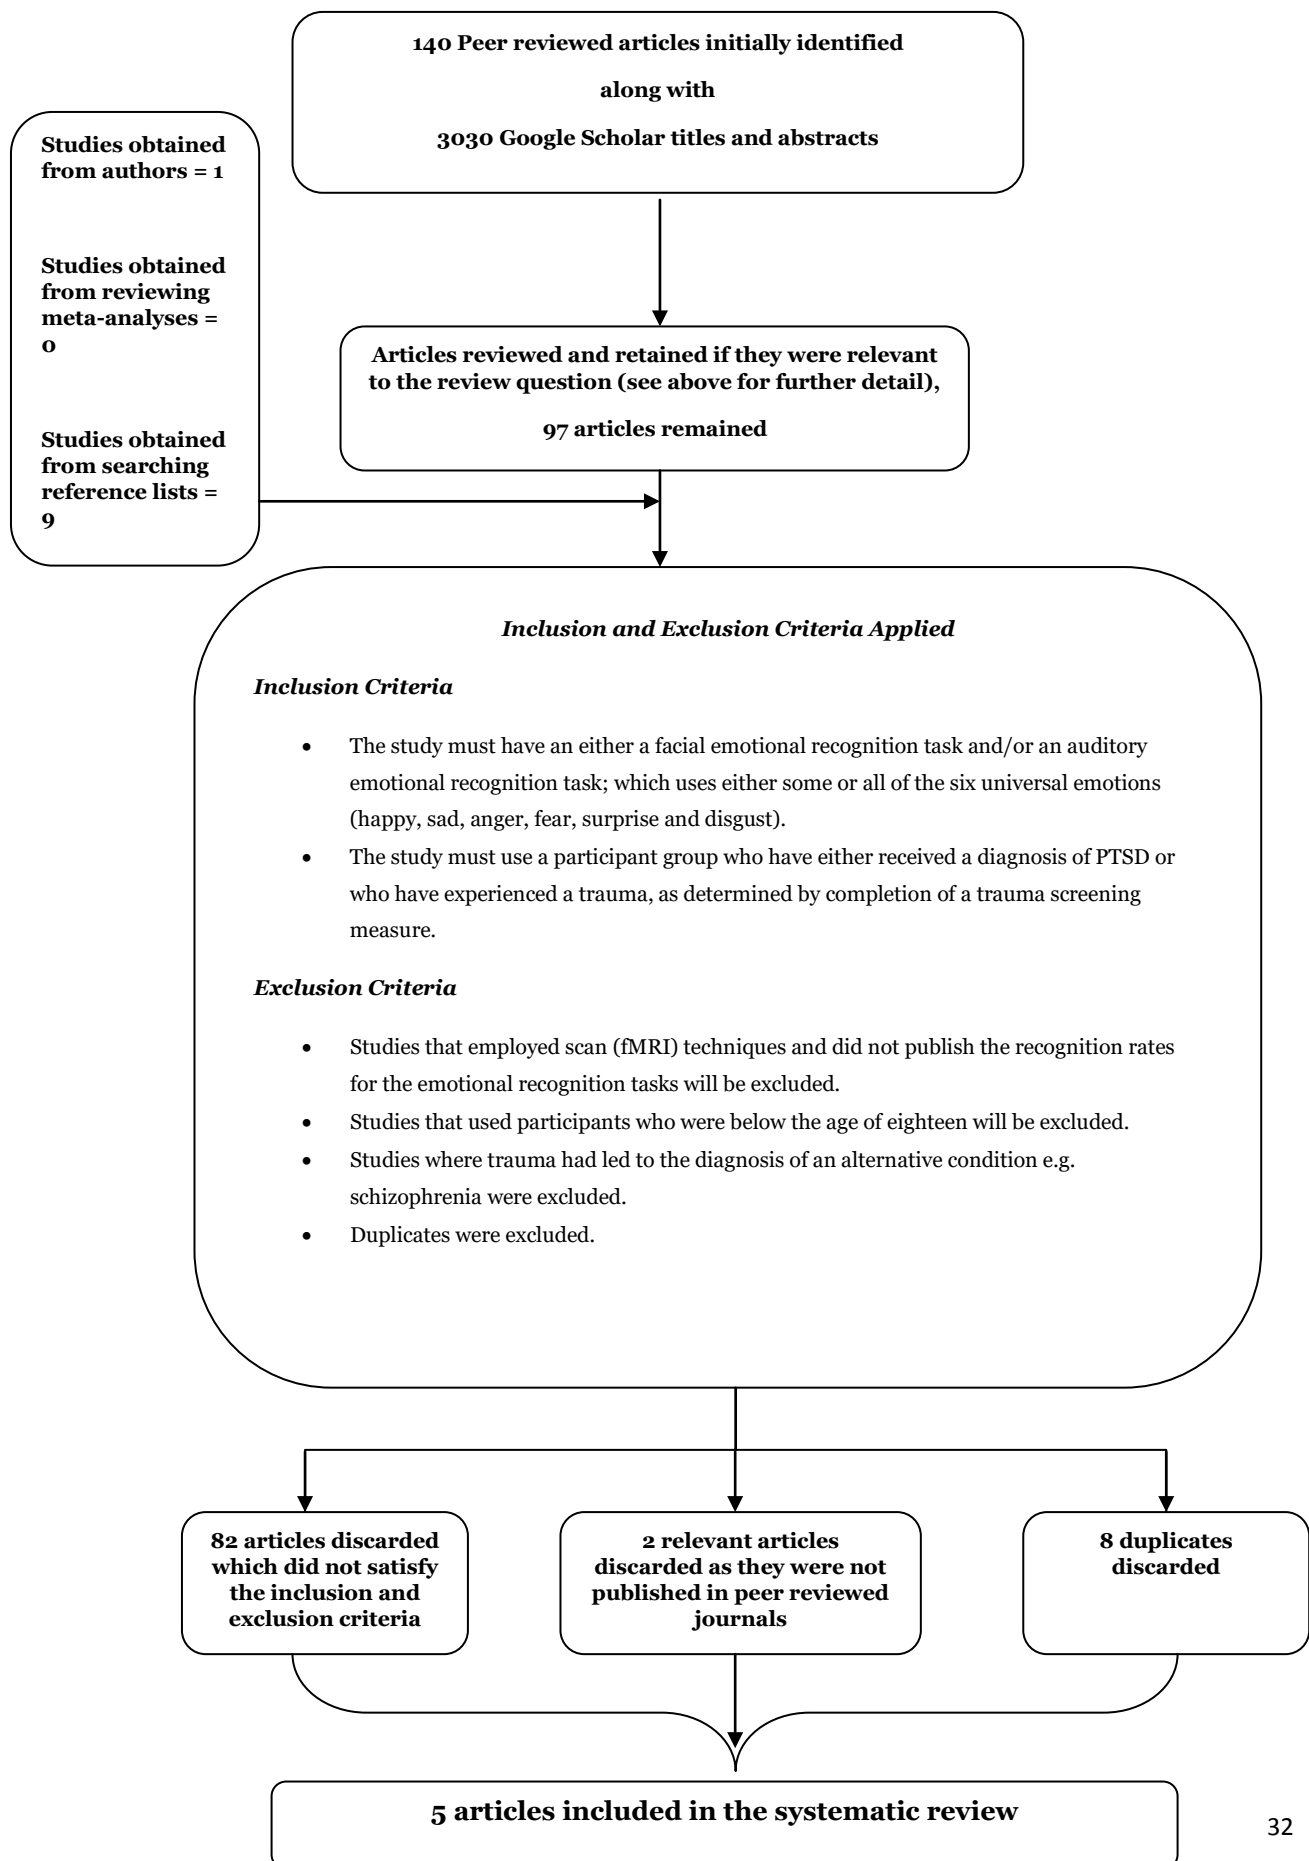 140 Peer reviewed articles initially identified
along with
3030 Google Scholar titles and abstracts
Studies obtained
from authors = 1
Studies obtained
from reviewing
meta-analyses =
0
Studies obtained
from searching
reference lists =
9
Articles reviewed and retained if they were relevant
to the review question (see above for further detail),
97 articles remained
Inclusion and Exclusion Criteria Applied
Inclusion Criteria
• The study must have an either a facial emotional recognition task and/or an auditory
emotional recognition task; which uses either some or all of the six universal emotions
(happy, sad, anger, fear, surprise and disgust).
• The study must use a participant group who have either received a diagnosis of PTSD or
who have experienced a trauma, as determined by completion of a trauma screening
measure.
Exclusion Criteria
• Studies that employed scan (fMRI) techniques and did not publish the recognition rates
for the emotional recognition tasks will be excluded.
• Studies that used participants who were below the age of eighteen will be excluded.
• Studies where trauma had led to the diagnosis of an alternative condition e.g.
schizophrenia were excluded.
• Duplicates were excluded.
82 articles discarded
which did not satisfy
the inclusion and
exclusion criteria
2 relevant articles
discarded as they were not
published in peer reviewed
journals
8 duplicates
discarded
5 articles included in the systematic review
32